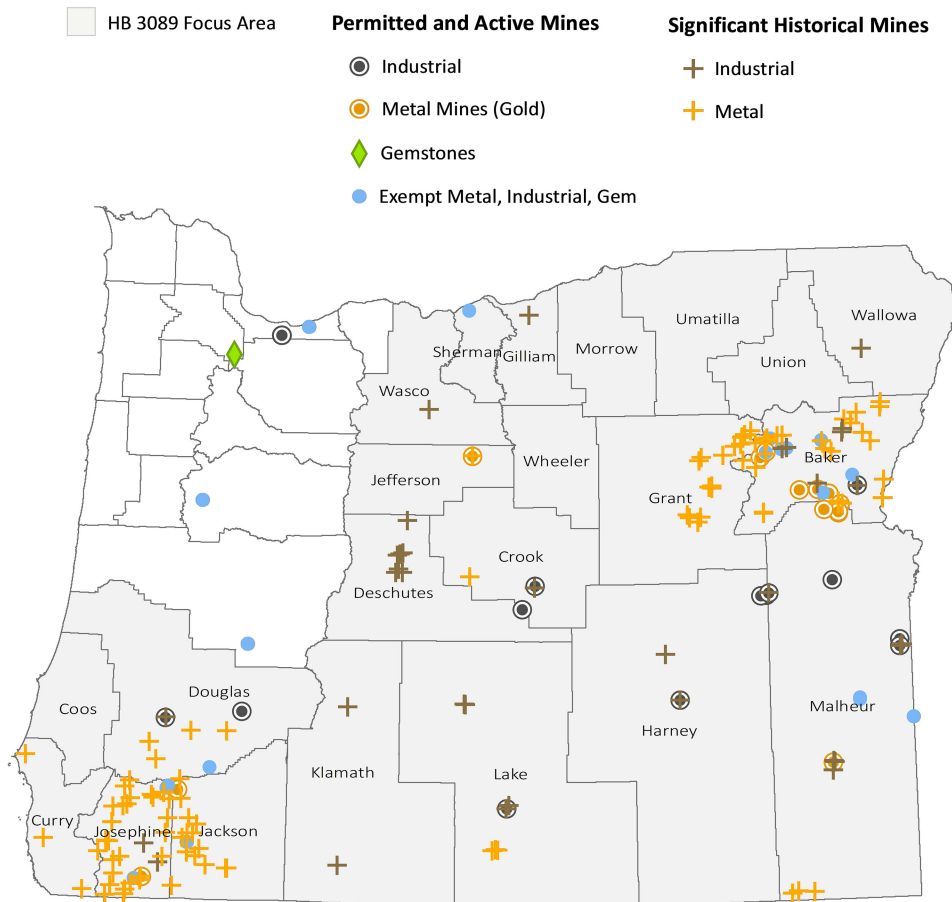 HB 3089 Focus Area
Permitted and Active Mines
Industrial
Metal Mines (Gold)
Gemstones
Exempt Metal, Industrial, Gem
Significant Historical Mines
Industrial
Metal
Wallowa
Umatilla
Morrow
Sherman
Gilliam
Union
Wasco
Baker
Wheeler
Jefferson
Grant
Crook
Deschutes
Douglas
Coos
Malheur
Harney
Klamath
Lake
Curry
Josephine
Jackson